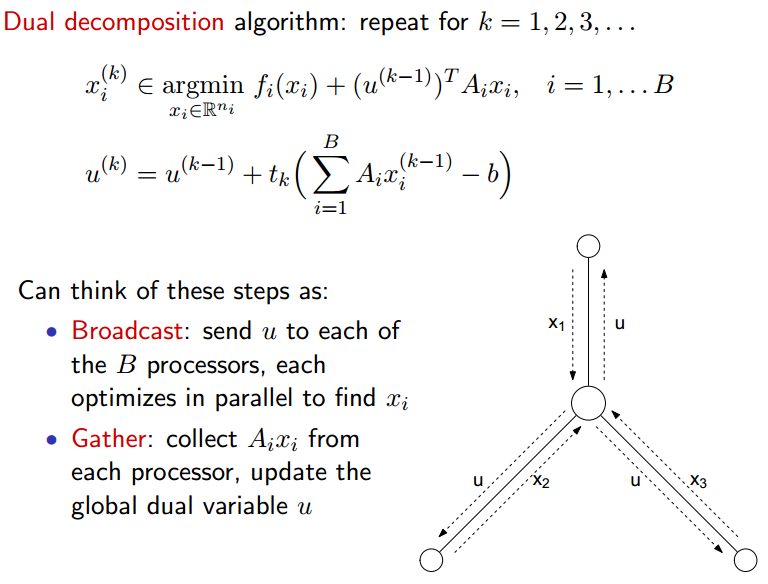 Dual decomposition algorithm: repeat for $k = 1, 2, 3, \ldots$
$x_i^{(k)} \in \underset{x_i \in \mathbb{R}^{n_i}}{\operatorname{argmin}} \; f_i(x_i) + (u^{(k-1)})^T A_i x_i, \quad i = 1, \ldots B$
$u^{(k)} = u^{(k-1)} + t_k \Big( \sum_{i=1}^{B} A_i x_i^{(k-1)} - b \Big)$
Can think of these steps as:
• Broadcast: send $u$ to each of
the $B$ processors, each
optimizes in parallel to find $x_i$
• Gather: collect $A_i x_i$ from
each processor, update the
global dual variable $u$
x₁ u
u x₂ u x₃